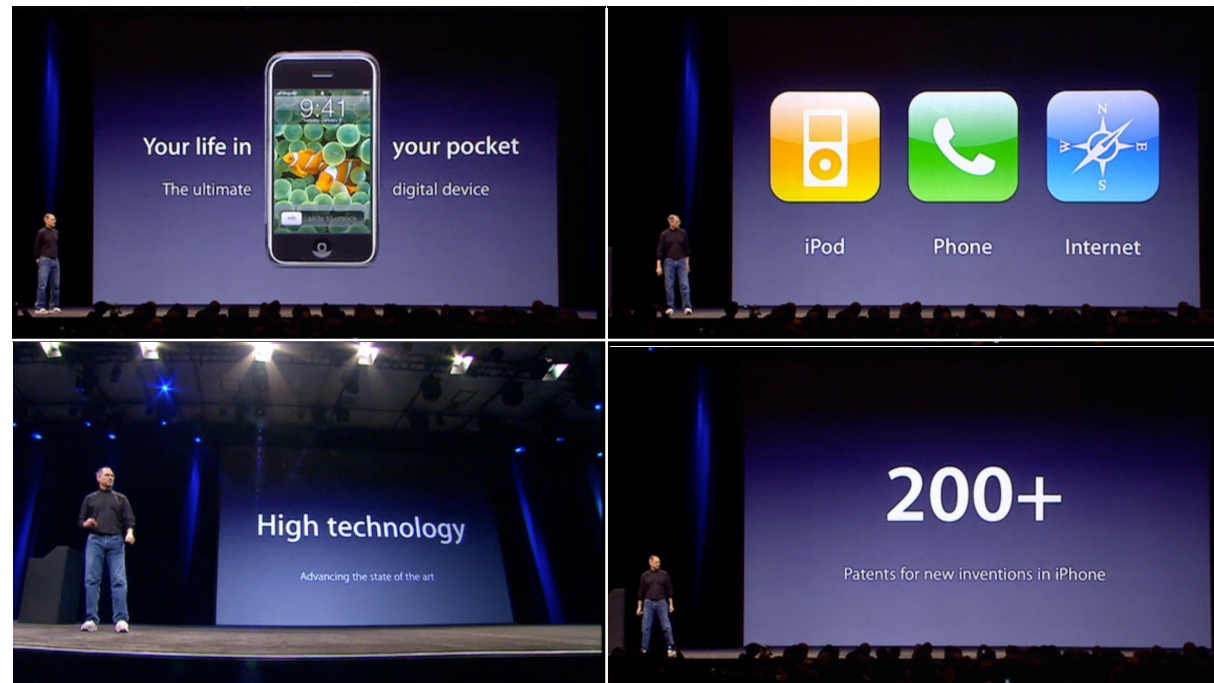 Your life in your pocket
The ultimate digital device
9:41
slide to unlock
iPod
Phone
Internet
N
W
E
S
High technology
Advancing the state of the art
200+
Patents for new inventions in iPhone